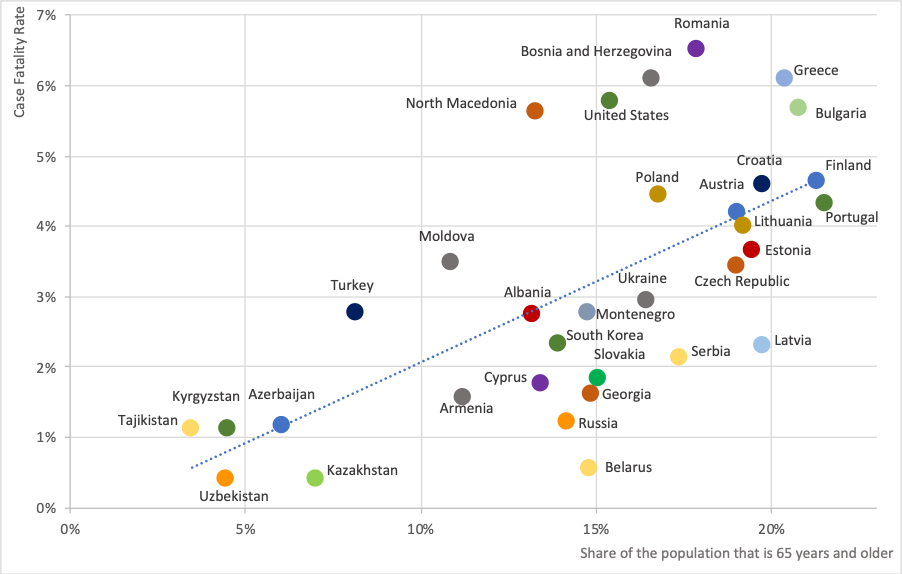 Case Fatality Rate
7%
Romania
Bosnia and Herzegovina
Greece
6%
North Macedonia
United States
Bulgaria
5%
Croatia
Finland
Poland
Austria
Portugal
Lithuania
4%
Moldova
Estonia
Ukraine
Czech Republic
Turkey
Albania
3%
Montenegro
South Korea
Latvia
Slovakia
Serbia
2%
Cyprus
Kyrgyzstan
Azerbaijan
Georgia
Armenia
Tajikistan
Russia
1%
Kazakhstan
Belarus
Uzbekistan
0%
0%
5%
10%
15%
20%
Share of the population that is 65 years and older